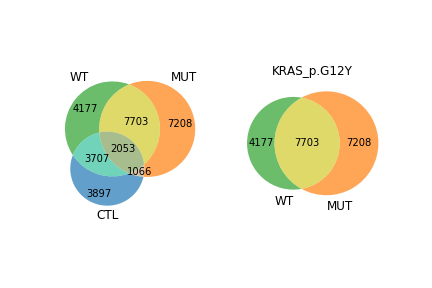 WT
MUT
4177
7703
7208
3707
2053
1066
3897
CTL
KRAS_p.G12Y
4177
7703
7208
WT
MUT